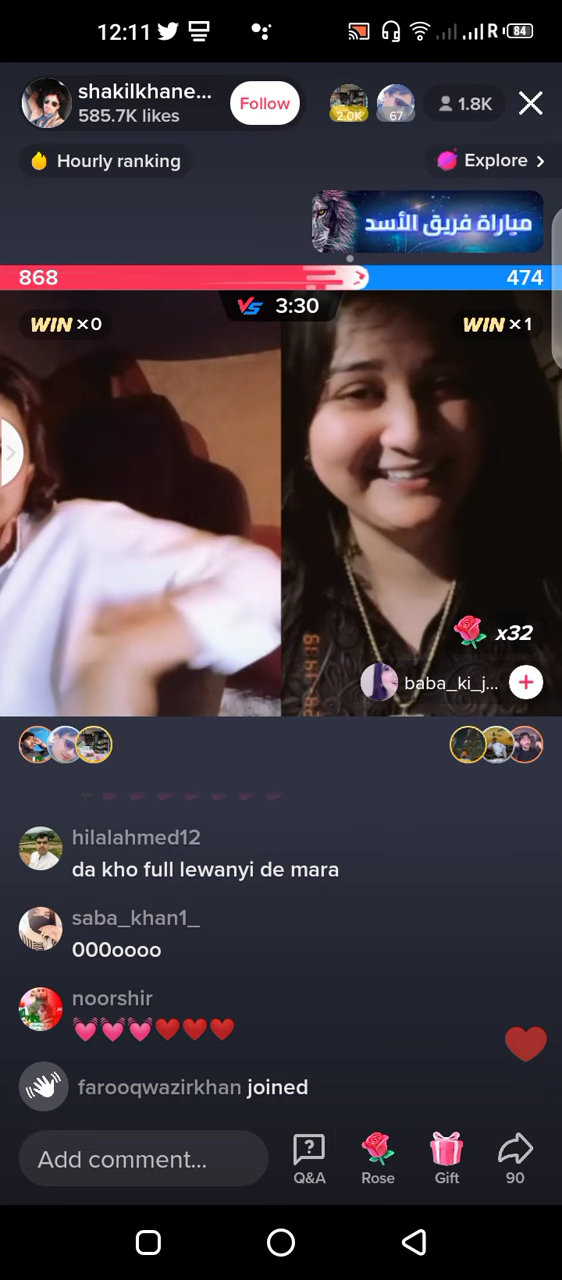 12:11
R 84
shakilkhane...
585.7K likes
Follow
2.0K
67
1.8K
Hourly ranking
Explore
مباراة فريق الأسد
868
474
VS 3:30
WIN ×0
WIN ×1
x32
baba_ki_j...
hilalahmed12
da kho full lewanyi de mara
saba_khan1_
000oooo
noorshir
💓💓💓❤️❤️❤️
farooqwazirkhan joined
Add comment...
Q&A
Rose
Gift
90